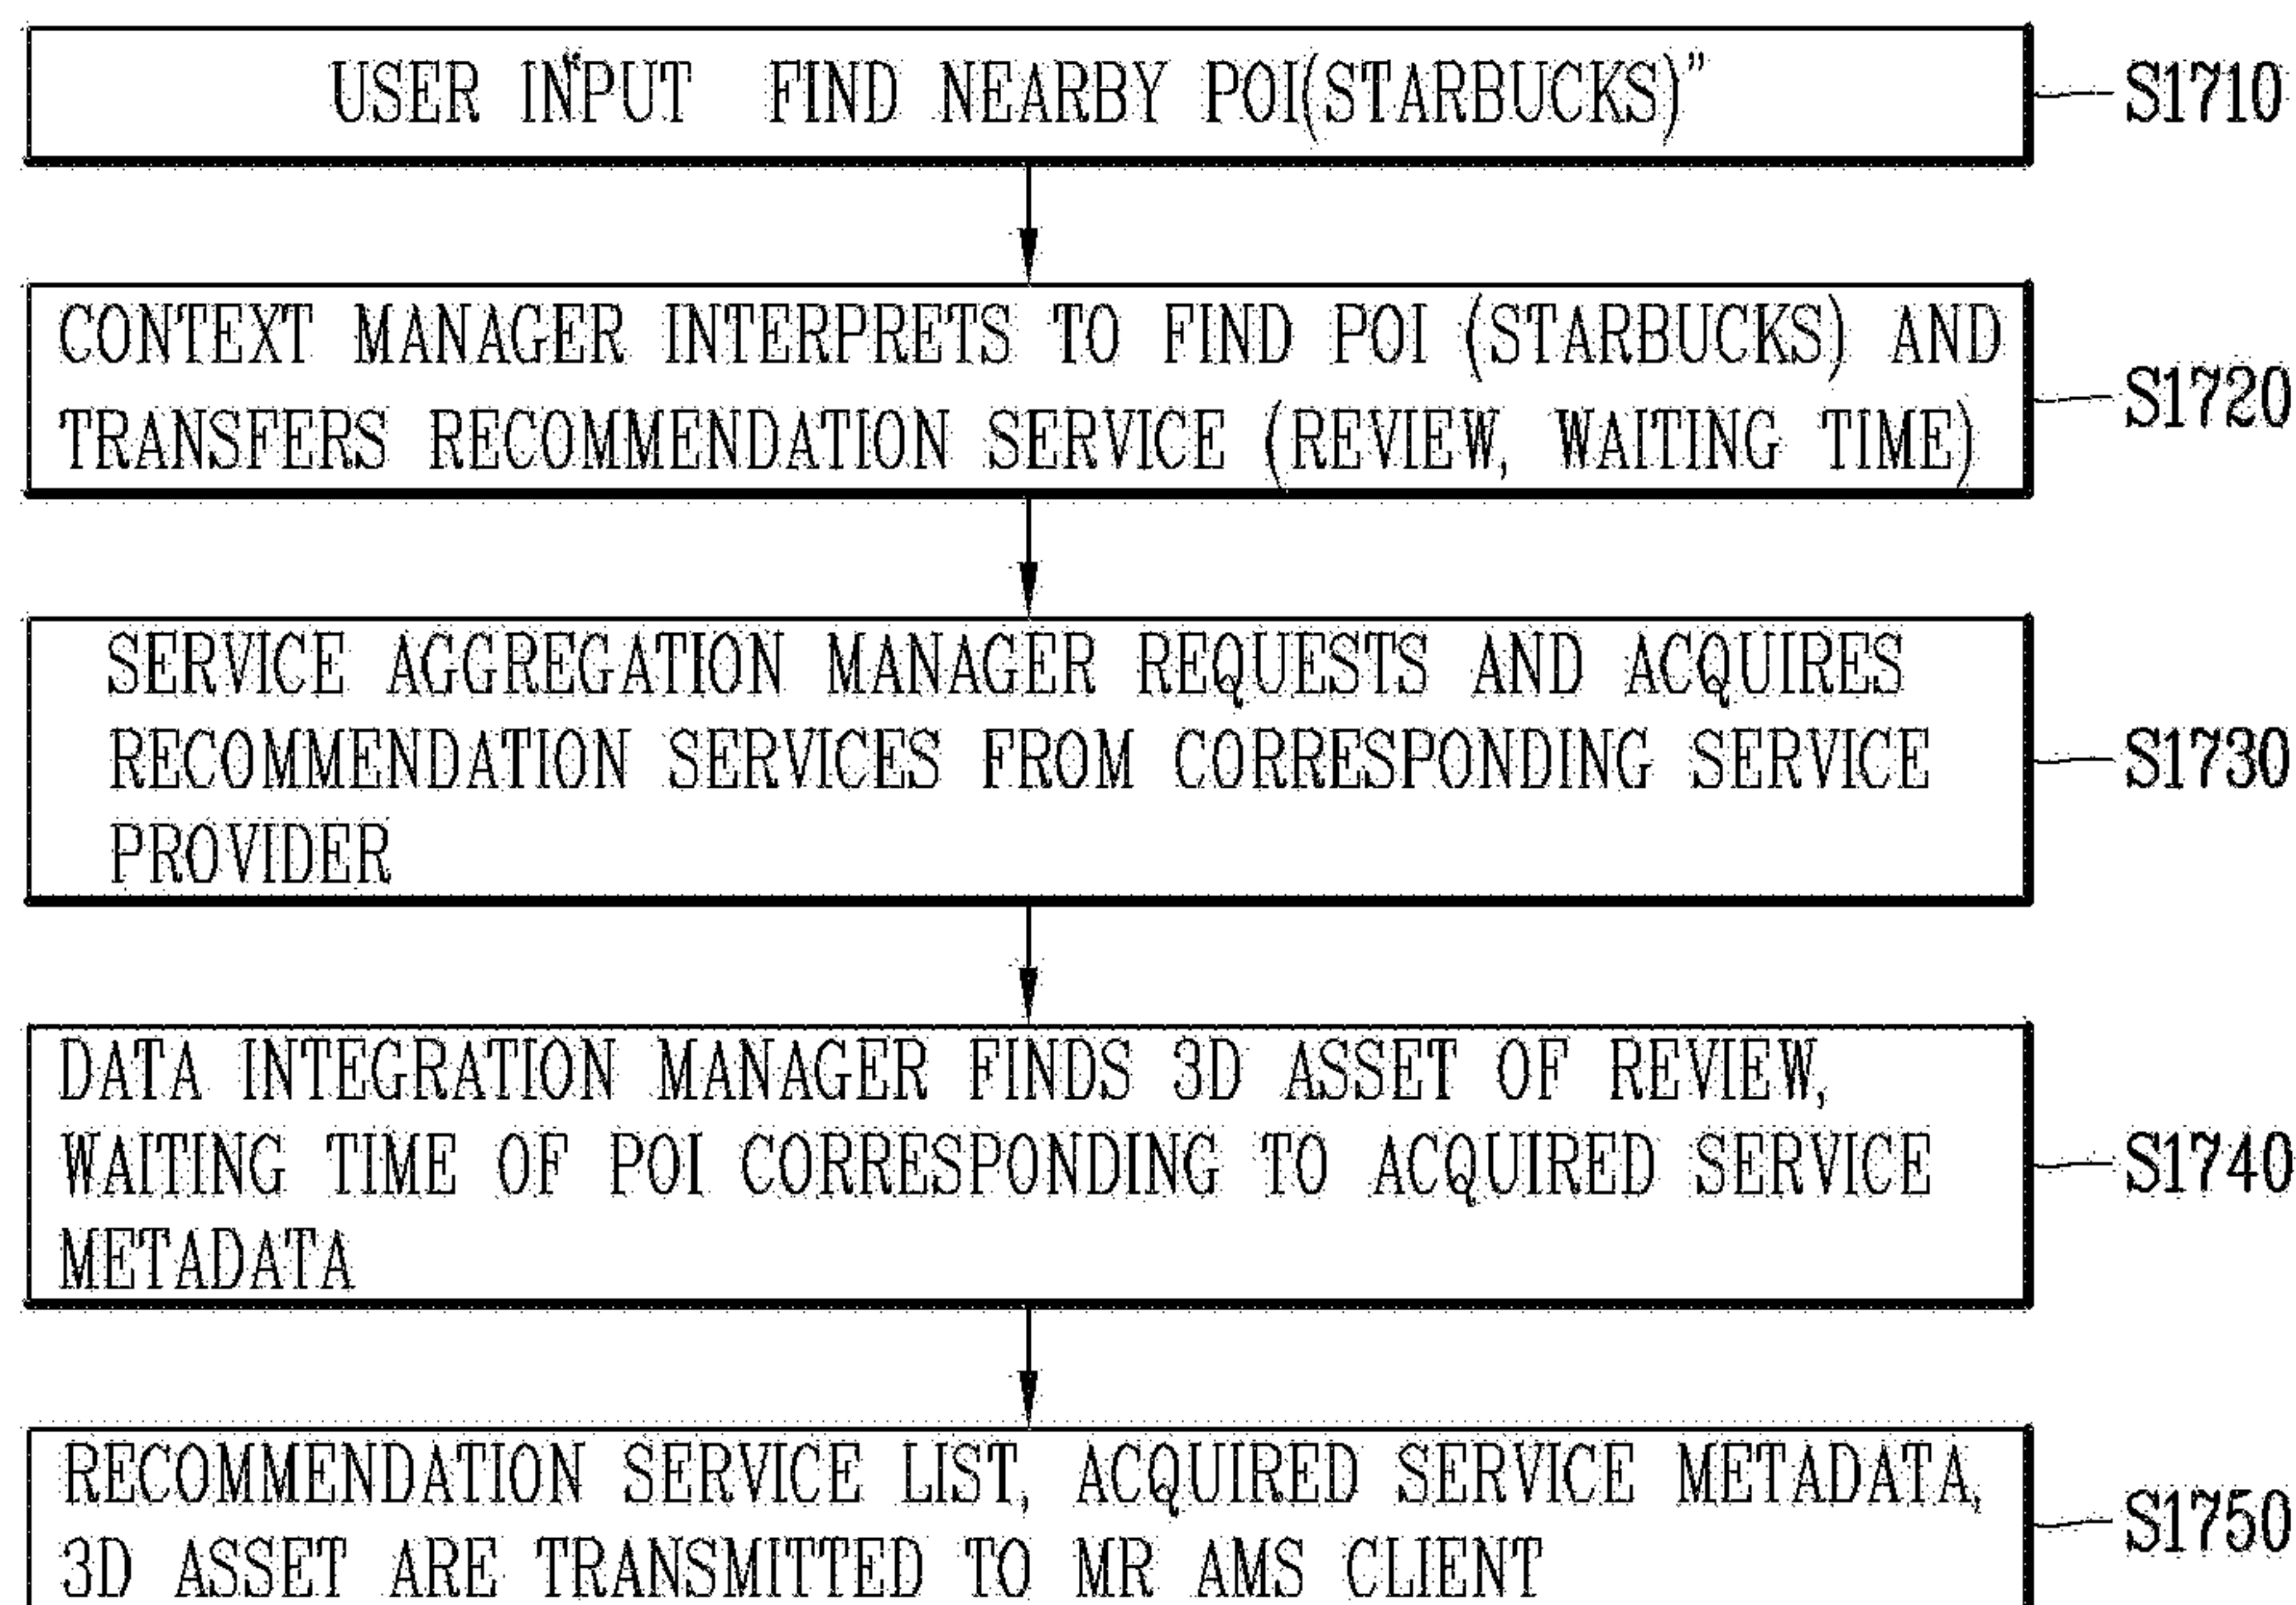 USER INPUT “FIND NEARBY POI(STARBUCKS)”
S1710
CONTEXT MANAGER INTERPRETS TO FIND POI (STARBUCKS) AND
TRANSFERS RECOMMENDATION SERVICE (REVIEW, WAITING TIME)
S1720
SERVICE AGGREGATION MANAGER REQUESTS AND ACQUIRES
RECOMMENDATION SERVICES FROM CORRESPONDING SERVICE
PROVIDER
S1730
DATA INTEGRATION MANAGER FINDS 3D ASSET OF REVIEW,
WAITING TIME OF POI CORRESPONDING TO ACQUIRED SERVICE
METADATA
S1740
RECOMMENDATION SERVICE LIST, ACQUIRED SERVICE METADATA,
3D ASSET ARE TRANSMITTED TO MR AMS CLIENT
S1750